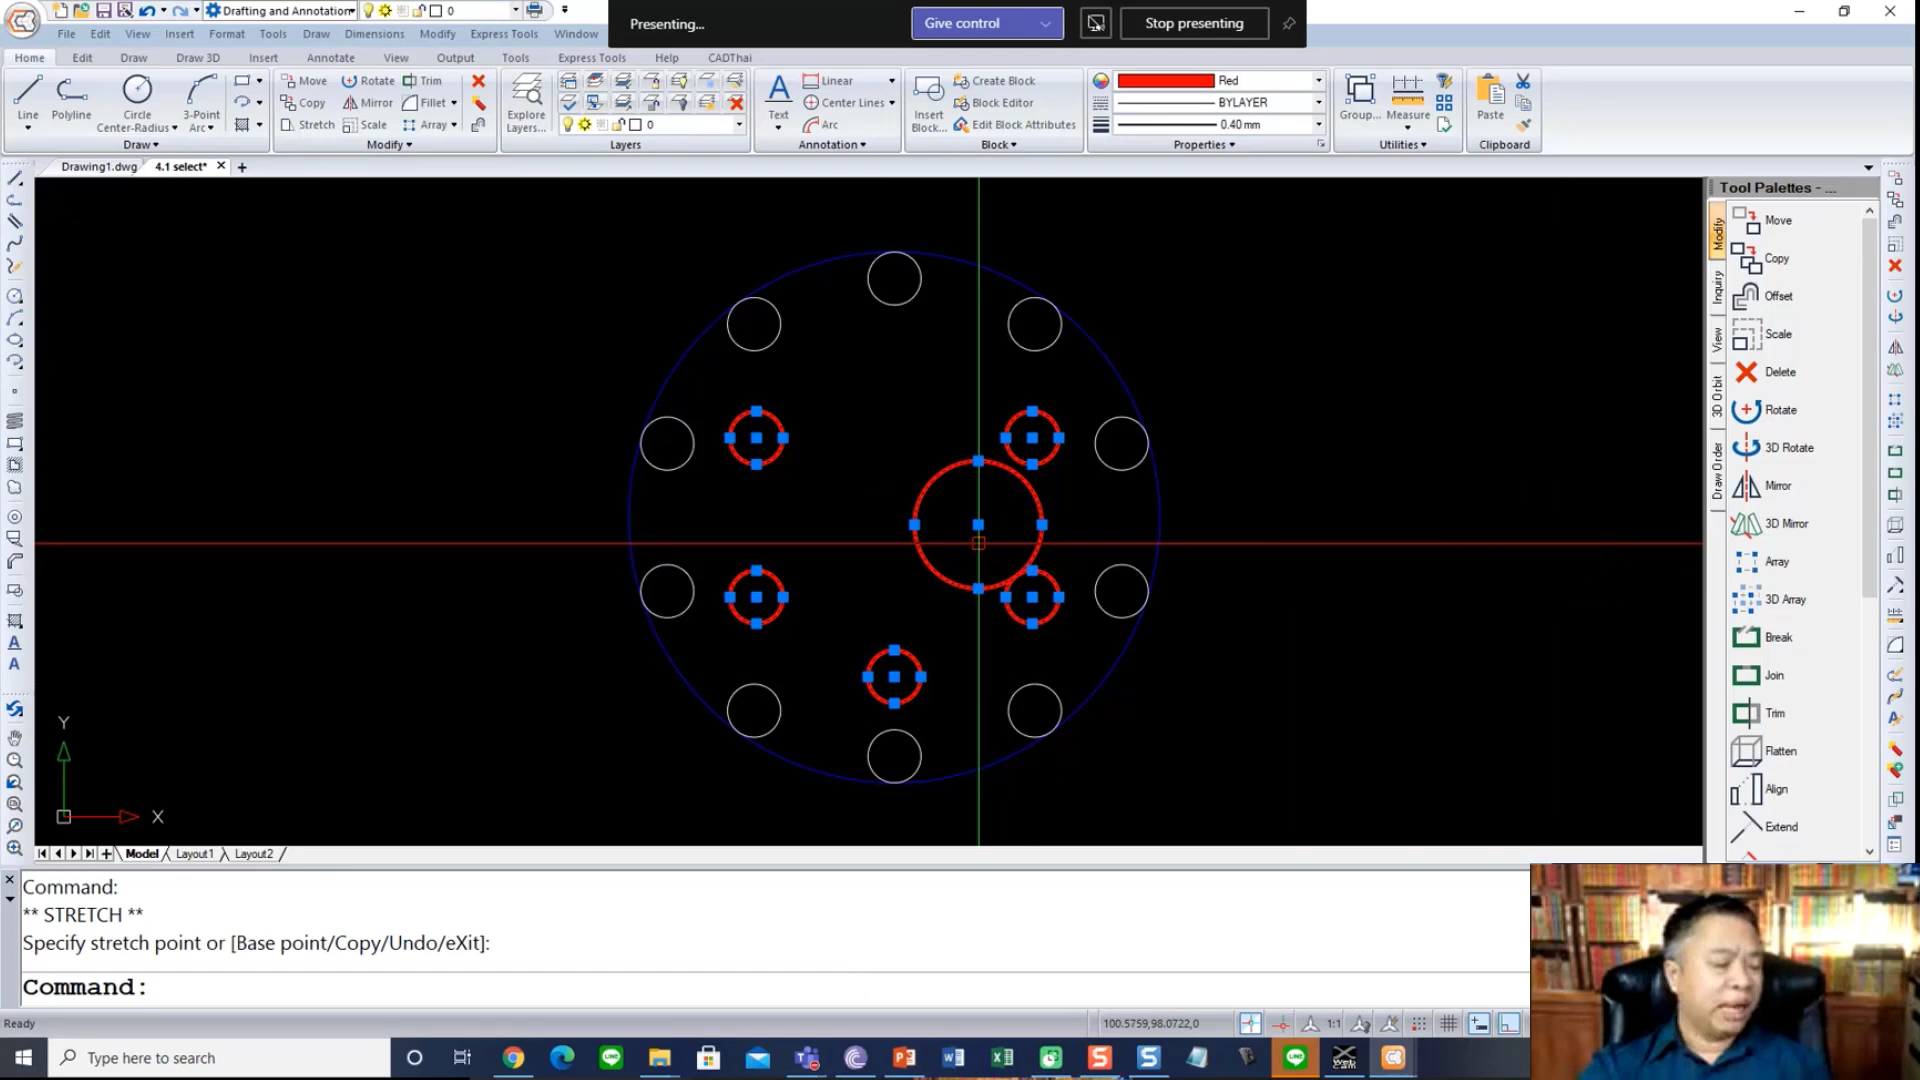 Drafting and Annotation
0
Presenting...
Give control
Stop presenting
File Edit View Insert Format Tools Draw Dimensions Modify Express Tools Window
Home Edit Draw Draw 3D Insert Annotate View Output Tools Express Tools Help CADThai
Line
Polyline
Circle
Center-Radius
3-Point
Arc
Draw
Move Rotate Trim
Copy Mirror Fillet
Stretch Scale Array
Modify
Explore
Layers...
0
Layers
Text
Linear
Center Lines
Arc
Annotation
Insert
Block...
Create Block
Block Editor
Edit Block Attributes
Block
Red
BYLAYER
0.40 mm
Properties
Group...
Measure
Utilities
Paste
Clipboard
Drawing1.dwg 4.1 select*
Tool Palettes - ...
Modify
Inquiry
View
3D Orbit
Draw Order
Move
Copy
Offset
Scale
Delete
Rotate
3D Rotate
Mirror
3D Mirror
Array
3D Array
Break
Join
Trim
Flatten
Align
Extend
Y
X
Model Layout1 Layout2
Command:
** STRETCH **
Specify stretch point or [Base point/Copy/Undo/eXit]:
Command:
Ready
100.5759,98.0722,0
1:1
Type here to search